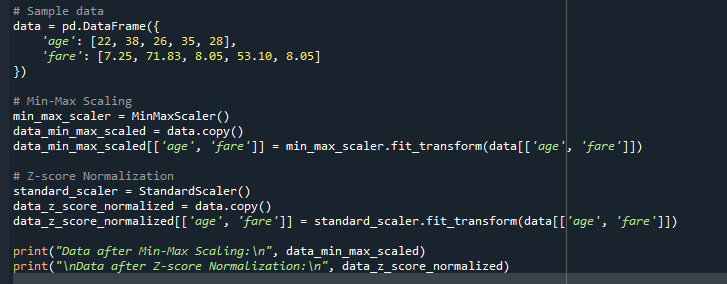 # Sample data
data = pd.DataFrame({
    'age': [22, 38, 26, 35, 28],
    'fare': [7.25, 71.83, 8.05, 53.10, 8.05]
})

# Min-Max Scaling
min_max_scaler = MinMaxScaler()
data_min_max_scaled = data.copy()
data_min_max_scaled[['age', 'fare']] = min_max_scaler.fit_transform(data[['age', 'fare']])

# Z-score Normalization
standard_scaler = StandardScaler()
data_z_score_normalized = data.copy()
data_z_score_normalized[['age', 'fare']] = standard_scaler.fit_transform(data[['age', 'fare']])

print("Data after Min-Max Scaling:\n", data_min_max_scaled)
print("\nData after Z-score Normalization:\n", data_z_score_normalized)